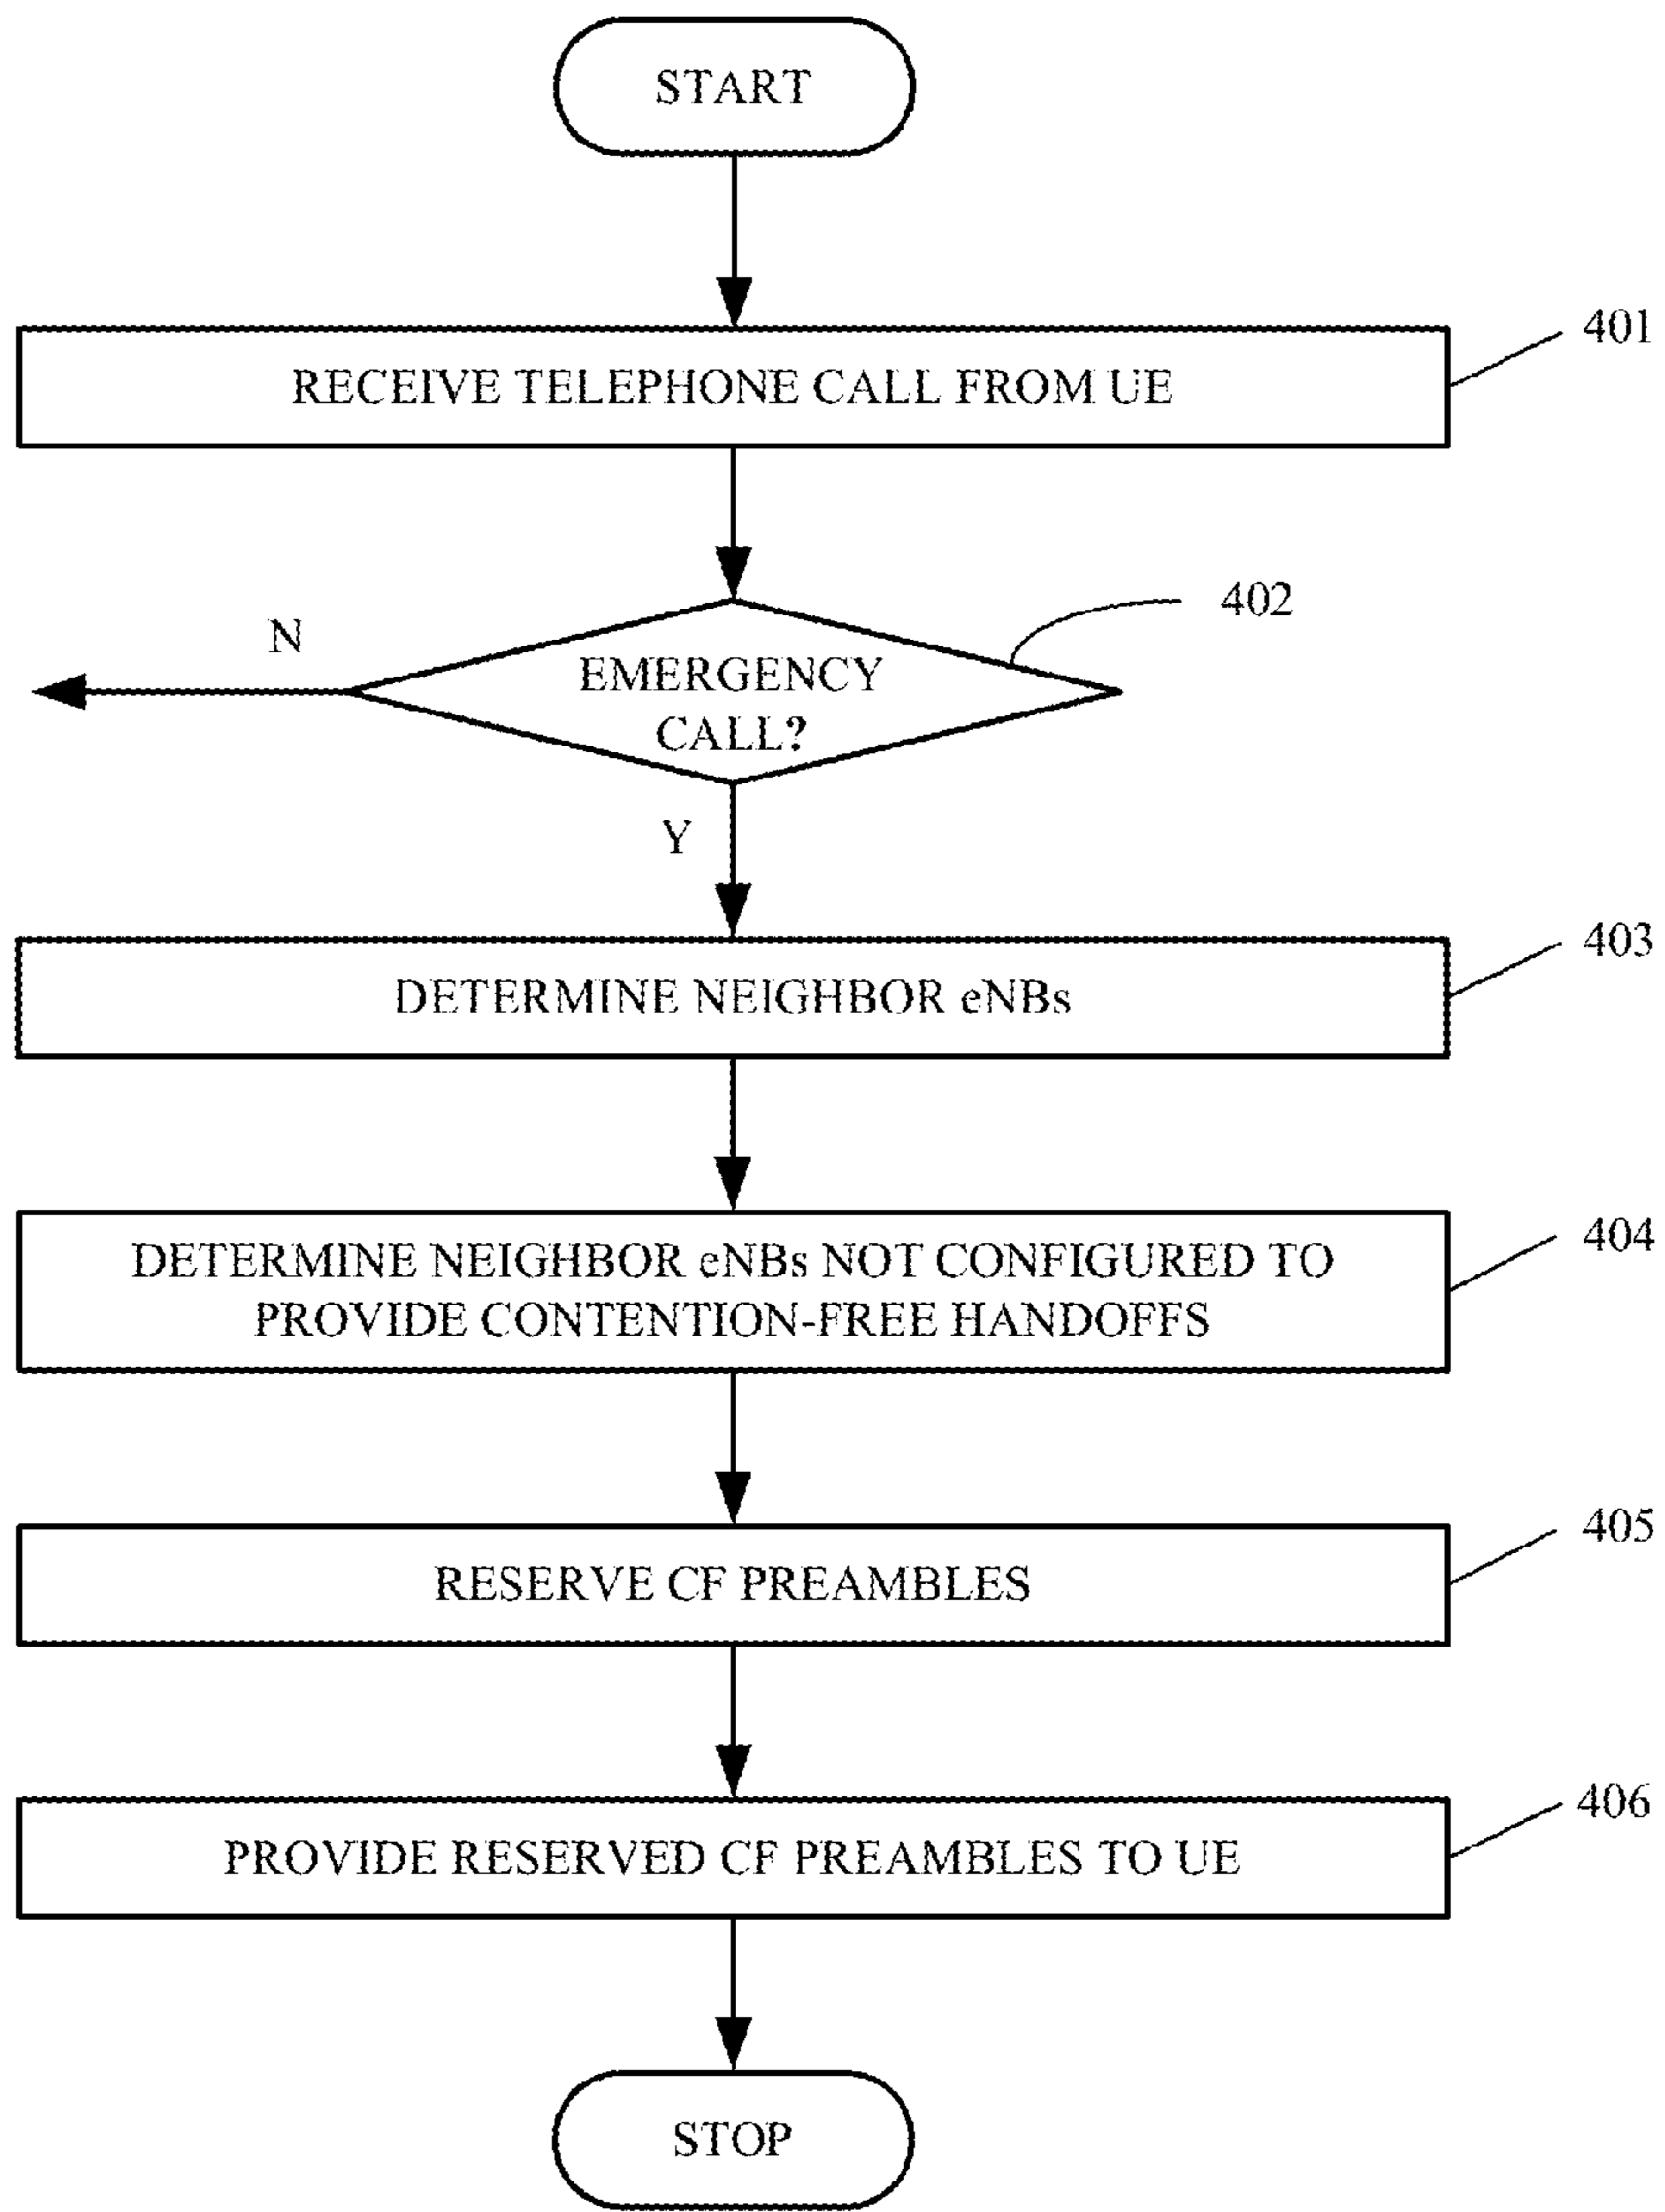 START
RECEIVE TELEPHONE CALL FROM UE
401
402
N
EMERGENCY
CALL?
Y
DETERMINE NEIGHBOR eNBs
403
DETERMINE NEIGHBOR eNBs NOT CONFIGURED TO
PROVIDE CONTENTION-FREE HANDOFFS
404
RESERVE CF PREAMBLES
405
PROVIDE RESERVED CF PREAMBLES TO UE
406
STOP